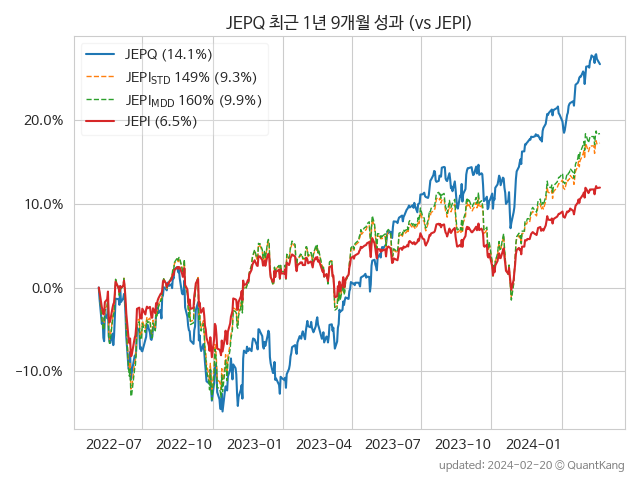 JEPQ 최근 1년 9개월 성과 (vs JEPI)
JEPQ (14.1%)
JEPISTD 149% (9.3%)
JEPIMDD 160% (9.9%)
JEPI (6.5%)
20.0%
10.0%
0.0%
−10.0%
2022−07 2022−10 2023−01 2023−04 2023−07 2023−10 2024−01
updated: 2024−02−20 © QuantKang